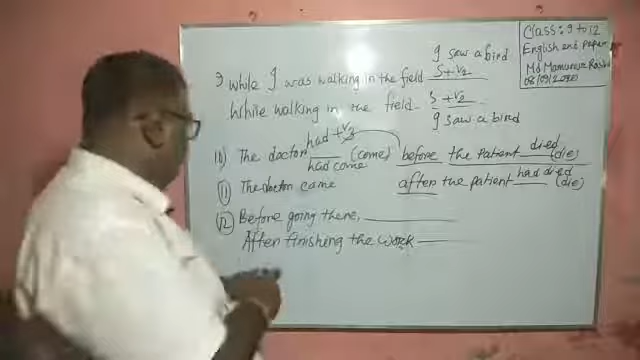 Class: 9 to 12
English 2nd paper
Md Mamunur
08/09/2020
I saw a bird
9 While I was walking in the field S+V2
While walking in the field - S+V2
I saw a bird
had + V3
10) The doctor (come) before the patient died (die)
had come
11) The doctor came after the patient had died (die)
12) Before going there,
After finishing the work